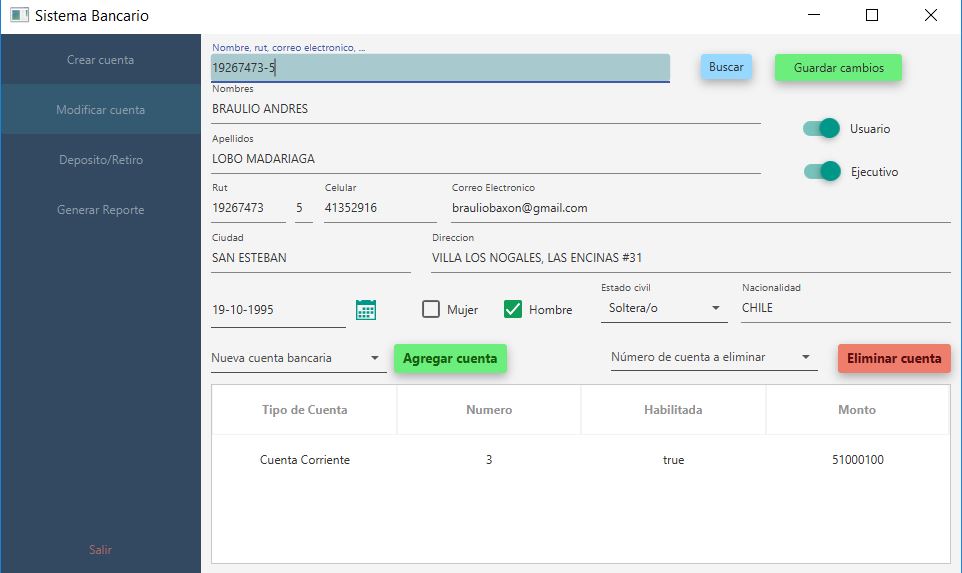 Sistema Bancario
Crear cuenta
Modificar cuenta
Deposito/Retiro
Generar Reporte
Salir
Nombre, rut, correo electronico, ...
19267473-5
Buscar
Guardar cambios
Nombres
BRAULIO ANDRES
Usuario
Apellidos
LOBO MADARIAGA
Ejecutivo
Rut Celular Correo Electronico
19267473 5 41352916 brauliobaxon@gmail.com
Ciudad Direccion
SAN ESTEBAN VILLA LOS NOGALES, LAS ENCINAS #31
Estado civil Nacionalidad
19-10-1995 Mujer Hombre Soltera/o CHILE
Nueva cuenta bancaria Agregar cuenta Número de cuenta a eliminar Eliminar cuenta
Tipo de Cuenta Numero Habilitada Monto
Cuenta Corriente 3 true 51000100